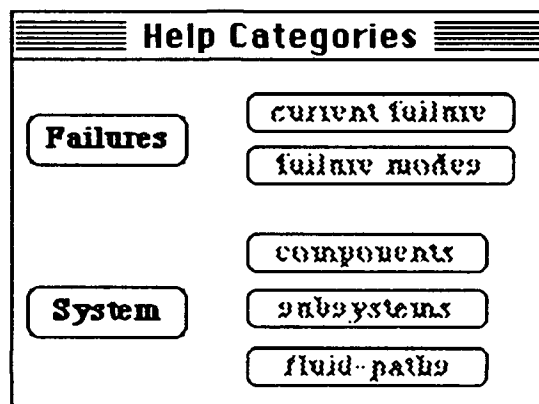 Help Categories
Failures
current failure
failure modes
System
components
subsystems
fluid-paths